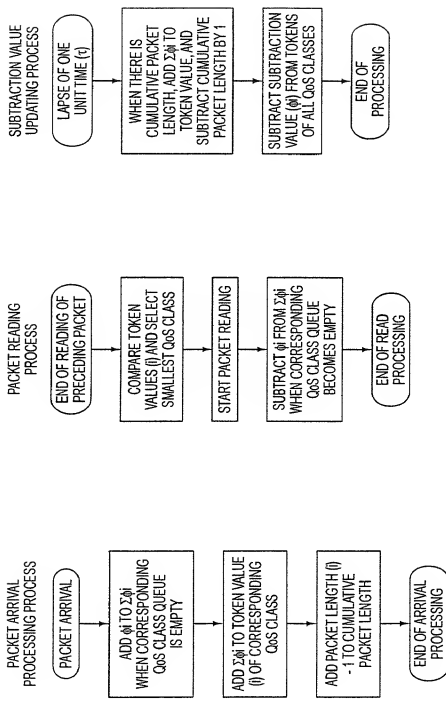 PACKET ARRIVAL
PROCESSING PROCESS
PACKET ARRIVAL
ADD ϕi TO Σϕi
WHEN CORRESPONDING
QoS CLASS QUEUE
IS EMPTY
ADD Σϕi TO TOKEN VALUE
(i) OF CORRESPONDING
QoS CLASS
ADD PACKET LENGTH (i)
- 1 TO CUMULATIVE
PACKET LENGTH
END OF ARRIVAL
PROCESSING
PACKET READING
PROCESS
END OF READING OF
PRECEDING PACKET
COMPARE TOKEN
VALUES (i) AND SELECT
SMALLEST QoS CLASS
START PACKET READING
SUBTRACT ϕi FROM Σϕi
WHEN CORRESPONDING
QoS CLASS QUEUE
BECOMES EMPTY
END OF READ
PROCESSING
SUBTRACTION VALUE
UPDATING PROCESS
LAPSE OF ONE
UNIT TIME (τ)
WHEN THERE IS
CUMULATIVE PACKET
LENGTH, ADD Σϕi TO
TOKEN VALUE, AND
SUBTRACT CUMULATIVE
PACKET LENGTH BY 1
SUBTRACT SUBTRACTION
VALUE (ϕi) FROM TOKENS
OF ALL QoS CLASSES
END OF
PROCESSING